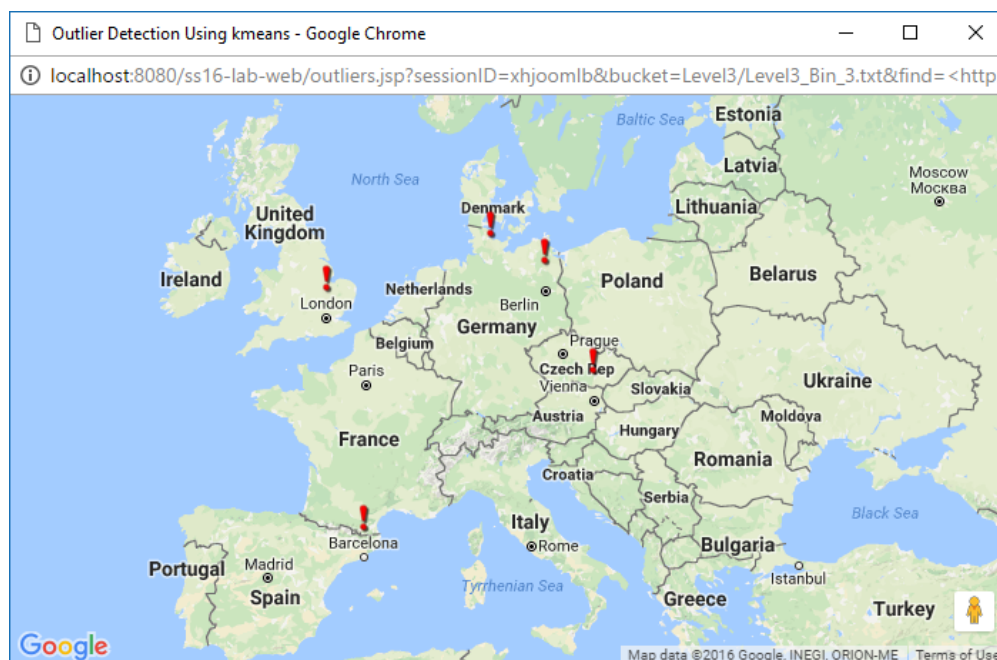 Outlier Detection Using kmeans - Google Chrome
localhost:8080/ss16-lab-web/outliers.jsp?sessionID=xhjoomlb&bucket=Level3/Level3_Bin_3.txt&find=<http
Estonia
Baltic Sea
Latvia
Moscow
Москва
North Sea
Denmark
Lithuania
United
Kingdom
Ireland
Netherlands
Poland
Belarus
London
Berlin
Germany
Belgium
Prague
Czech Rep
Paris
Vienna
Slovakia
Ukraine
Austria
Moldova
France
Hungary
Romania
Croatia
Serbia
Italy
Black Sea
Barcelona
Rome
Bulgaria
Portugal
Madrid
Istanbul
Tyrrhenian Sea
Spain
Greece
Turkey
Google
Map data ©2016 Google, INEGI, ORION-ME
Terms of Use